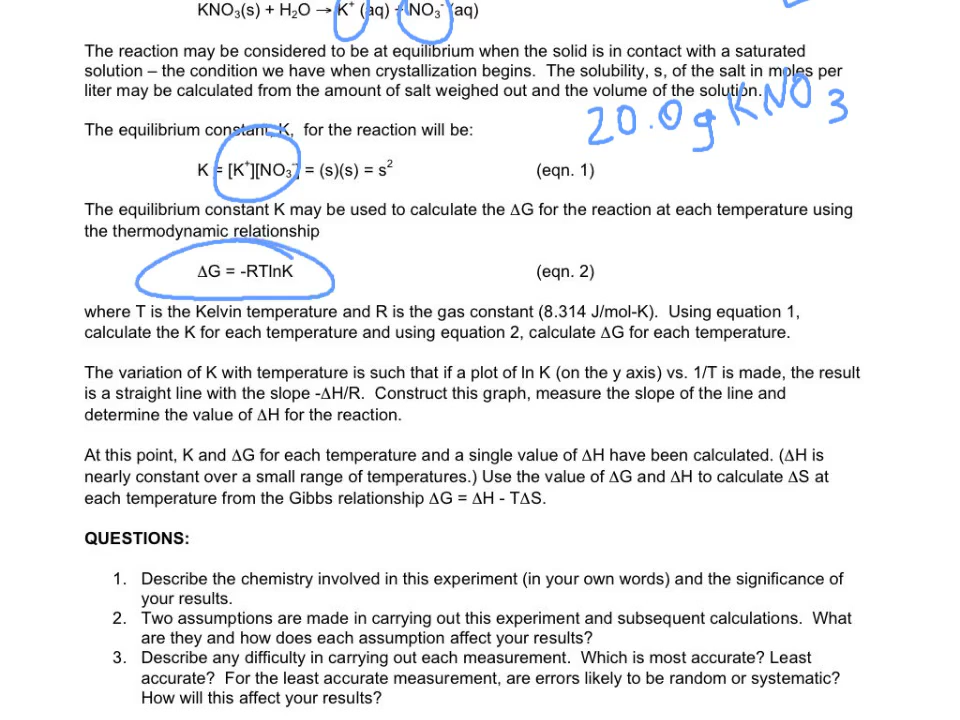 KNO₃(s) + H₂O → K⁺ (aq) + NO₃⁻ (aq)
The reaction may be considered to be at equilibrium when the solid is in contact with a saturated
solution – the condition we have when crystallization begins. The solubility, s, of the salt in moles per
liter may be calculated from the amount of salt weighed out and the volume of the solution.
20.0g KNO3
The equilibrium constant, K, for the reaction will be:
K = [K⁺][NO₃⁻] = (s)(s) = s² (eqn. 1)
The equilibrium constant K may be used to calculate the ΔG for the reaction at each temperature using
the thermodynamic relationship
ΔG = -RTlnK (eqn. 2)
where T is the Kelvin temperature and R is the gas constant (8.314 J/mol-K). Using equation 1,
calculate the K for each temperature and using equation 2, calculate ΔG for each temperature.
The variation of K with temperature is such that if a plot of ln K (on the y axis) vs. 1/T is made, the result
is a straight line with the slope -ΔH/R. Construct this graph, measure the slope of the line and
determine the value of ΔH for the reaction.
At this point, K and ΔG for each temperature and a single value of ΔH have been calculated. (ΔH is
nearly constant over a small range of temperatures.) Use the value of ΔG and ΔH to calculate ΔS at
each temperature from the Gibbs relationship ΔG = ΔH - TΔS.
QUESTIONS:
1. Describe the chemistry involved in this experiment (in your own words) and the significance of
your results.
2. Two assumptions are made in carrying out this experiment and subsequent calculations. What
are they and how does each assumption affect your results?
3. Describe any difficulty in carrying out each measurement. Which is most accurate? Least
accurate? For the least accurate measurement, are errors likely to be random or systematic?
How will this affect your results?